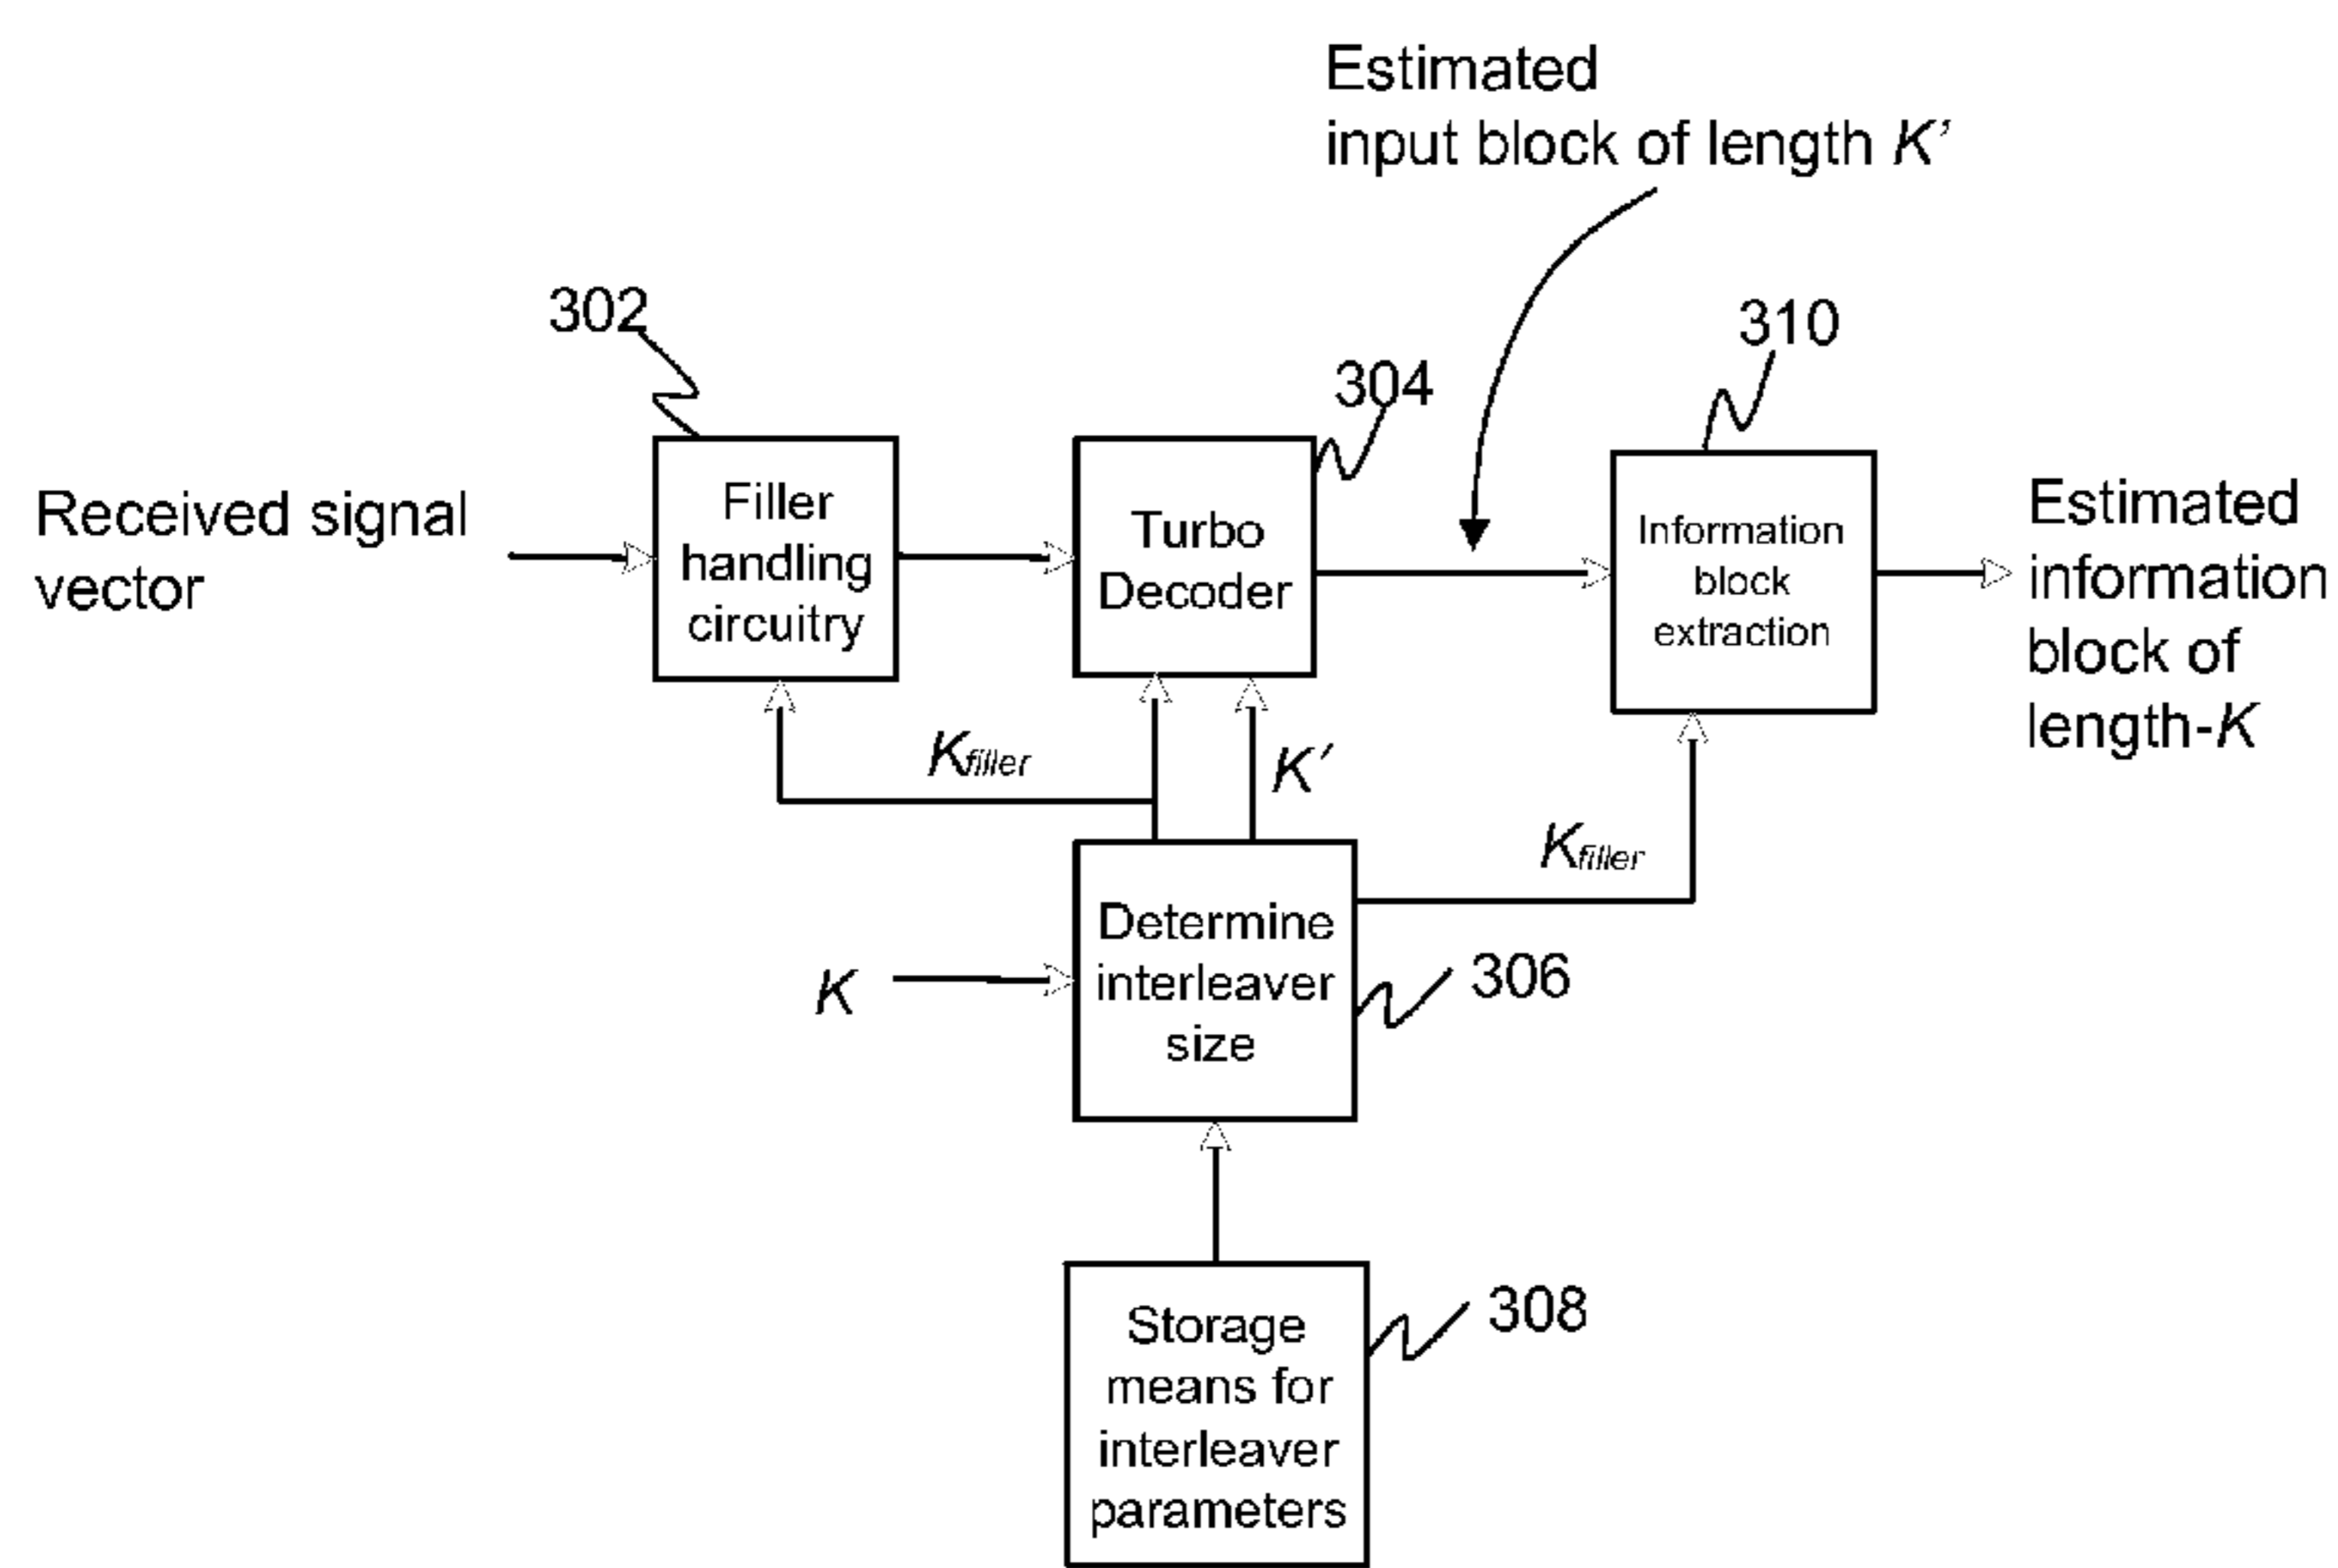 Estimated
input block of length K'
302
310
304
Received signal
vector
Filler
handling
circuitry
Turbo
Decoder
Information
block
extraction
Estimated
information
block of
length-K
Kfiller
K'
Kfiller
K
Determine
interleaver
size
306
308
Storage
means for
interleaver
parameters